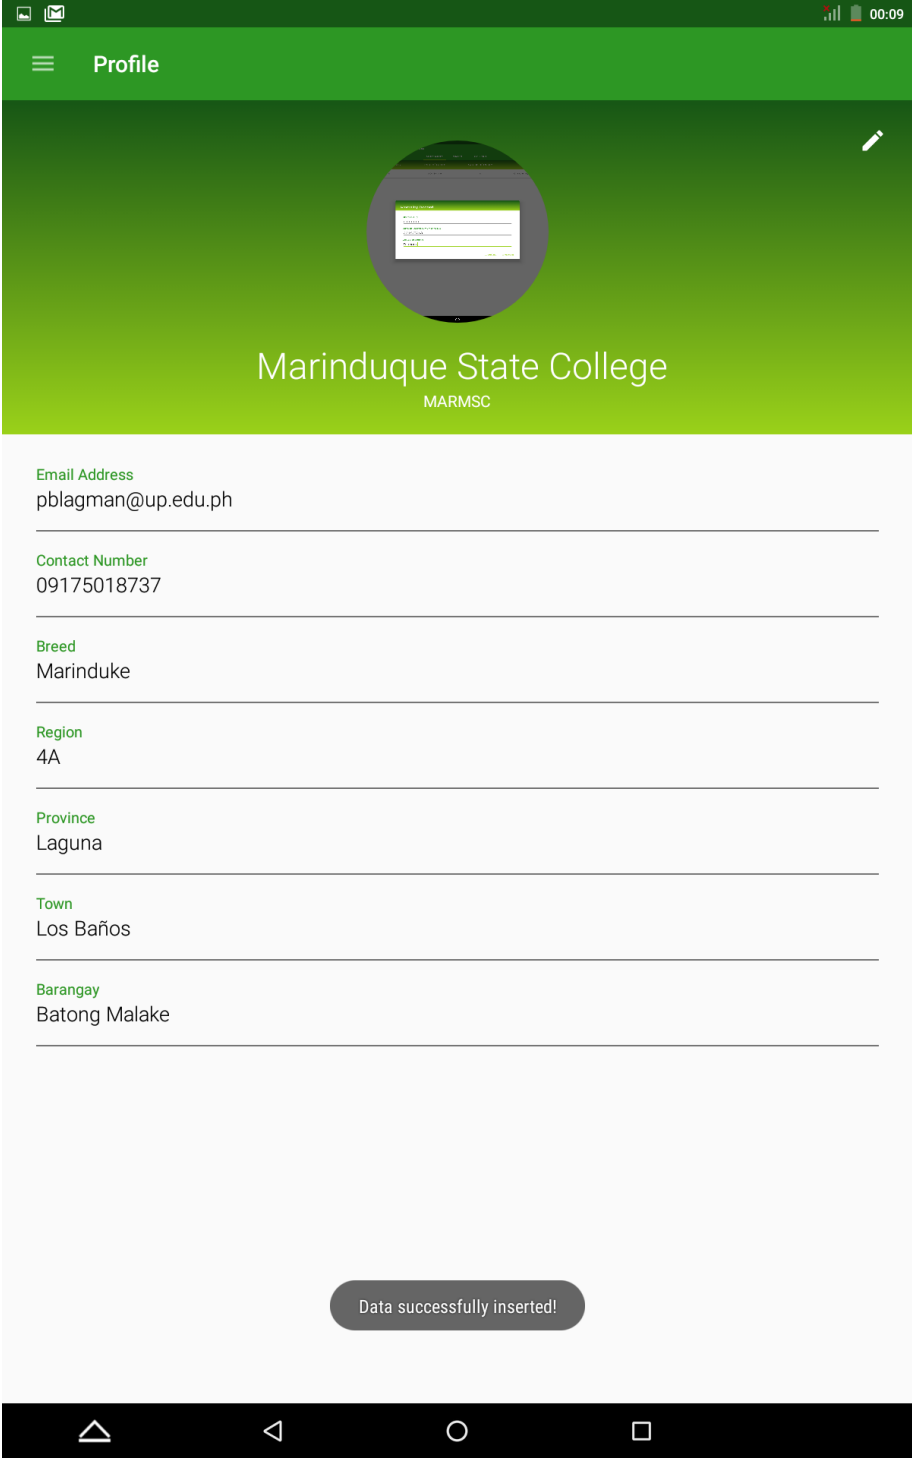 00:09
Profile
Marinduque State College
MARMSC
Email Address
pblagman@up.edu.ph
Contact Number
09175018737
Breed
Marinduke
Region
4A
Province
Laguna
Town
Los Baños
Barangay
Batong Malake
Data successfully inserted!